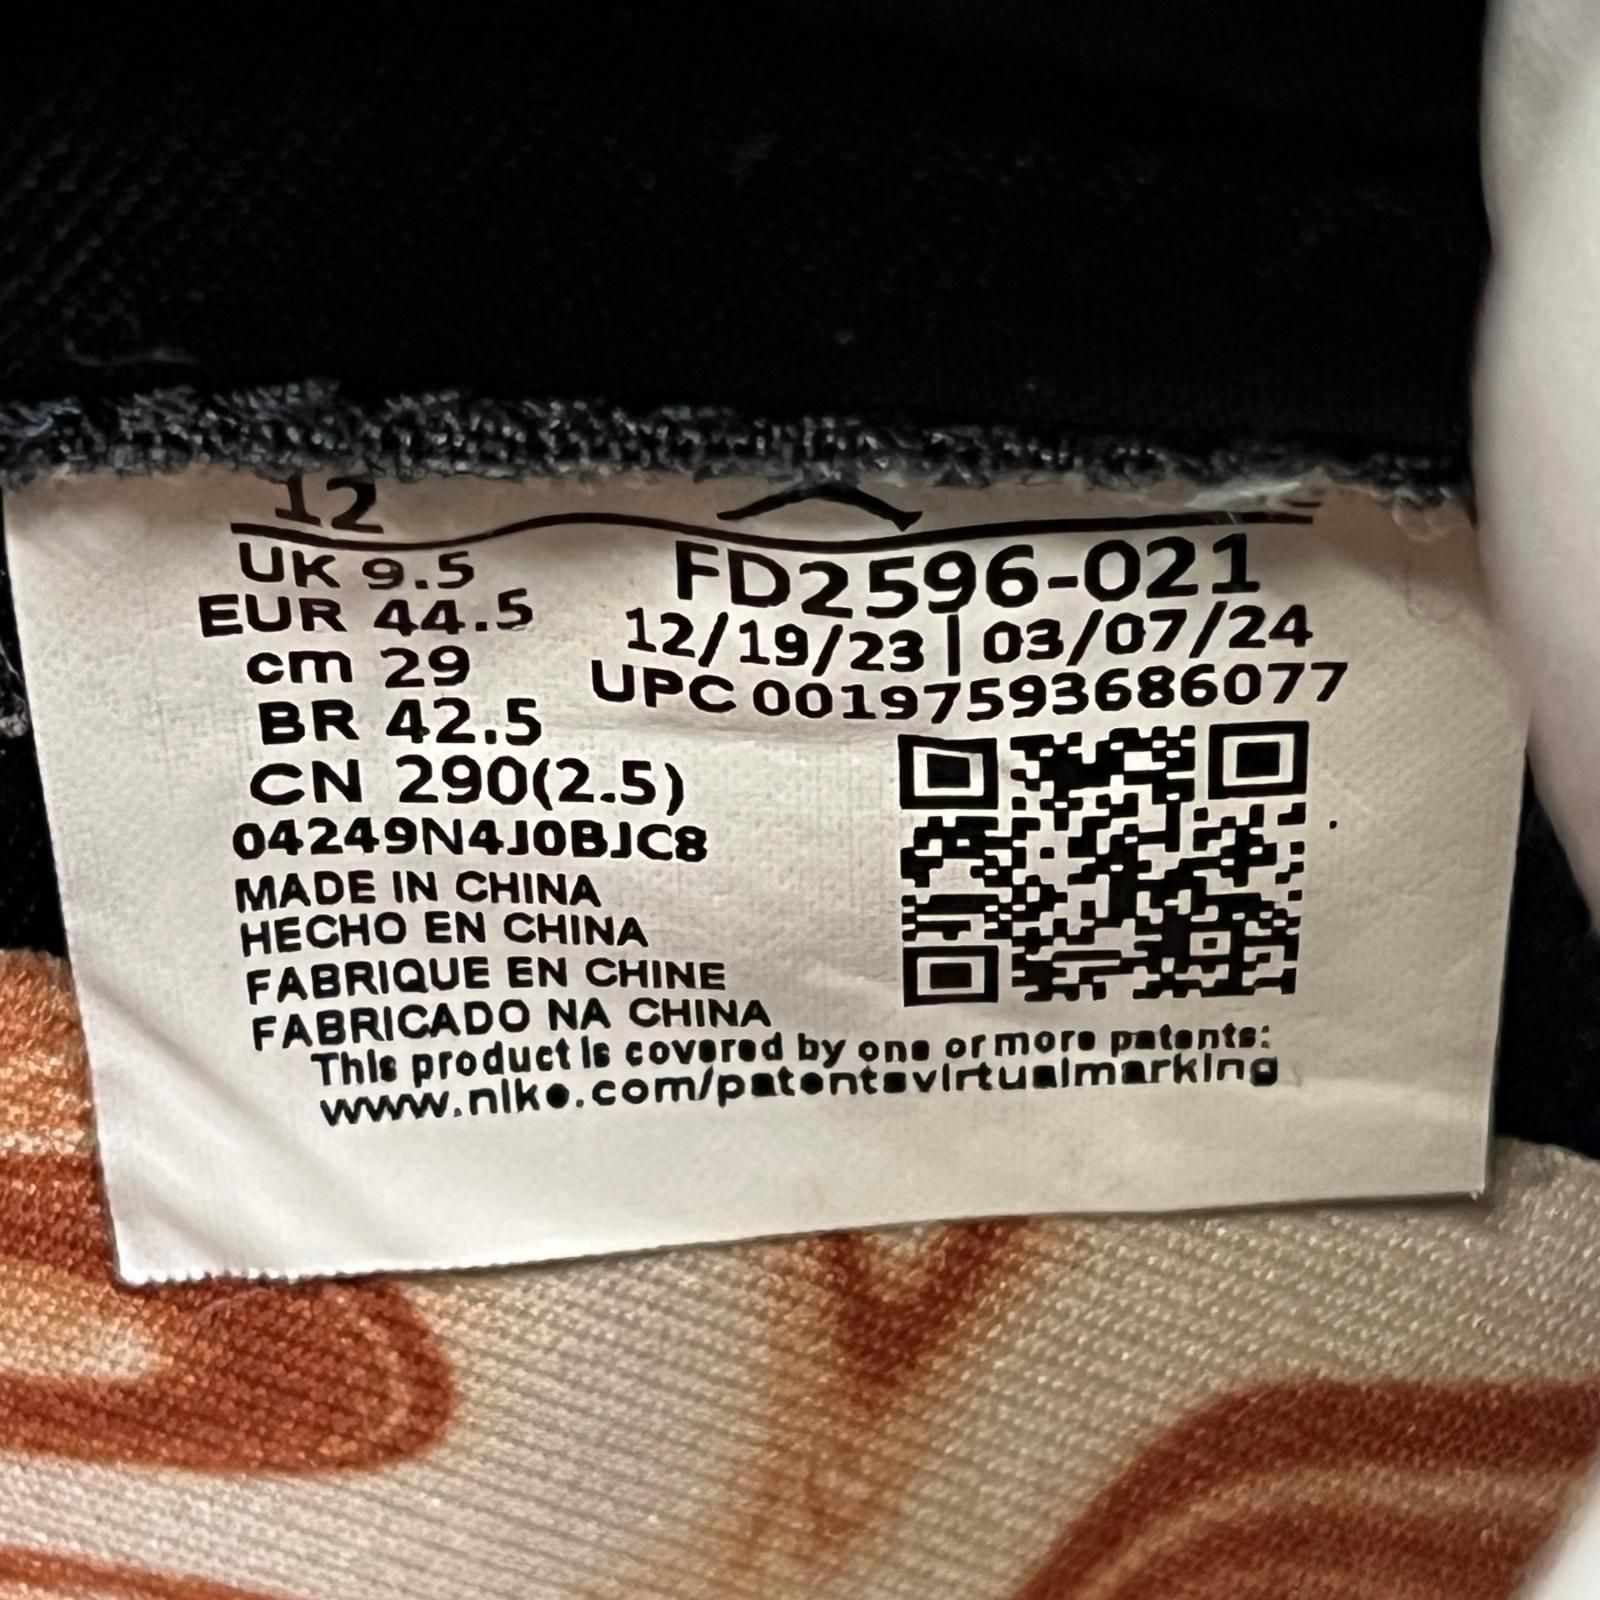 12
UK 9.5
EUR 44.5
cm 29
BR 42.5
CN 290(2.5)
04249N4J0BJC8
MADE IN CHINA
HECHO EN CHINA
FABRIQUE EN CHINE
FABRICADO NA CHINA
FD2596-021
12/19/23 | 03/07/24
UPC 00197593686077
This product is covered by one or more patents:
www.nike.com/patentsvirtualmarking